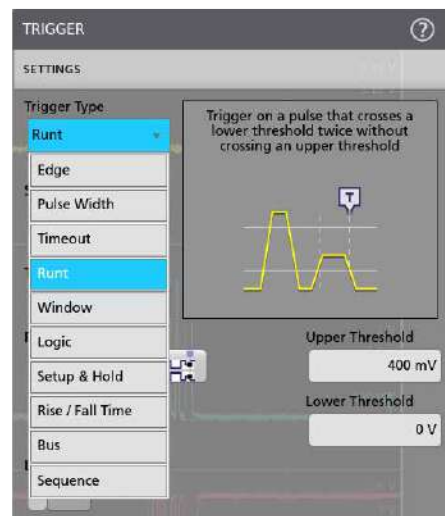 TRIGGER
?
SETTINGS
Trigger Type
Runt
Edge
Pulse Width
Timeout
Runt
Window
Logic
Setup & Hold
Rise / Fall Time
Bus
Sequence
Trigger on a pulse that crosses a
lower threshold twice without
crossing an upper threshold
T
Upper Threshold
400 mV
Lower Threshold
0 V